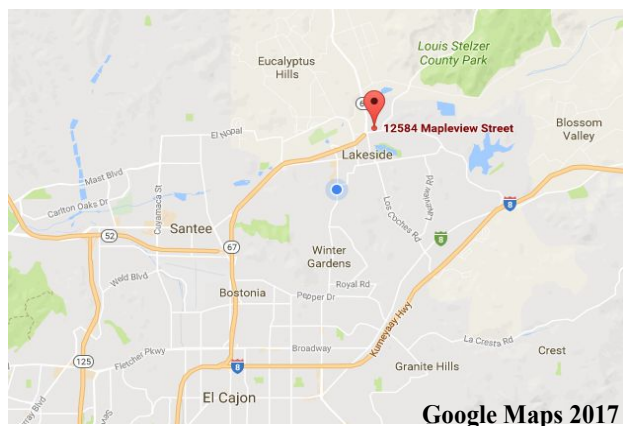 Louis Stelzer
County Park
Eucalyptus
Hills
67
12584 Mapleview Street
Blossom
Valley
El Nopal
Lakeside
Mast Blvd
Carlton Oaks Dr
Cuyamaca St
Los Coches Rd
Lakeview Rd
8
52
Santee
67
8
Winter
Gardens
Weld Blvd
Bostonia
Royal Rd
Pepper Dr
Kumeyaay Hwy
La Cresta Rd
Broadway
Fletcher Pkwy
125
8
Granite Hills
Crest
El Cajon
Google Maps 2017